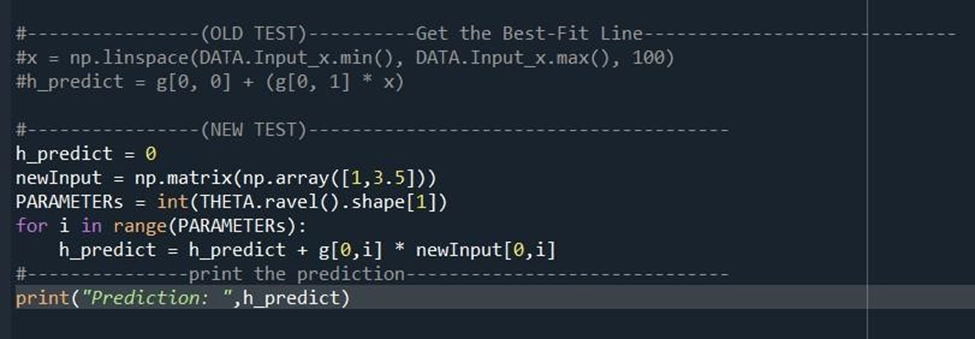 #----------------(OLD TEST)----------Get the Best-Fit Line-----------------------------
#x = np.linspace(DATA.Input_x.min(), DATA.Input_x.max(), 100)
#h_predict = g[0, 0] + (g[0, 1] * x)
#----------------(NEW TEST)---------------------------------------
h_predict = 0
newInput = np.matrix(np.array([1,3.5]))
PARAMETERs = int(THETA.ravel().shape[1])
for i in range(PARAMETERs):
    h_predict = h_predict + g[0,i] * newInput[0,i]
#---------------print the prediction------------------------------
print("Prediction: ",h_predict)